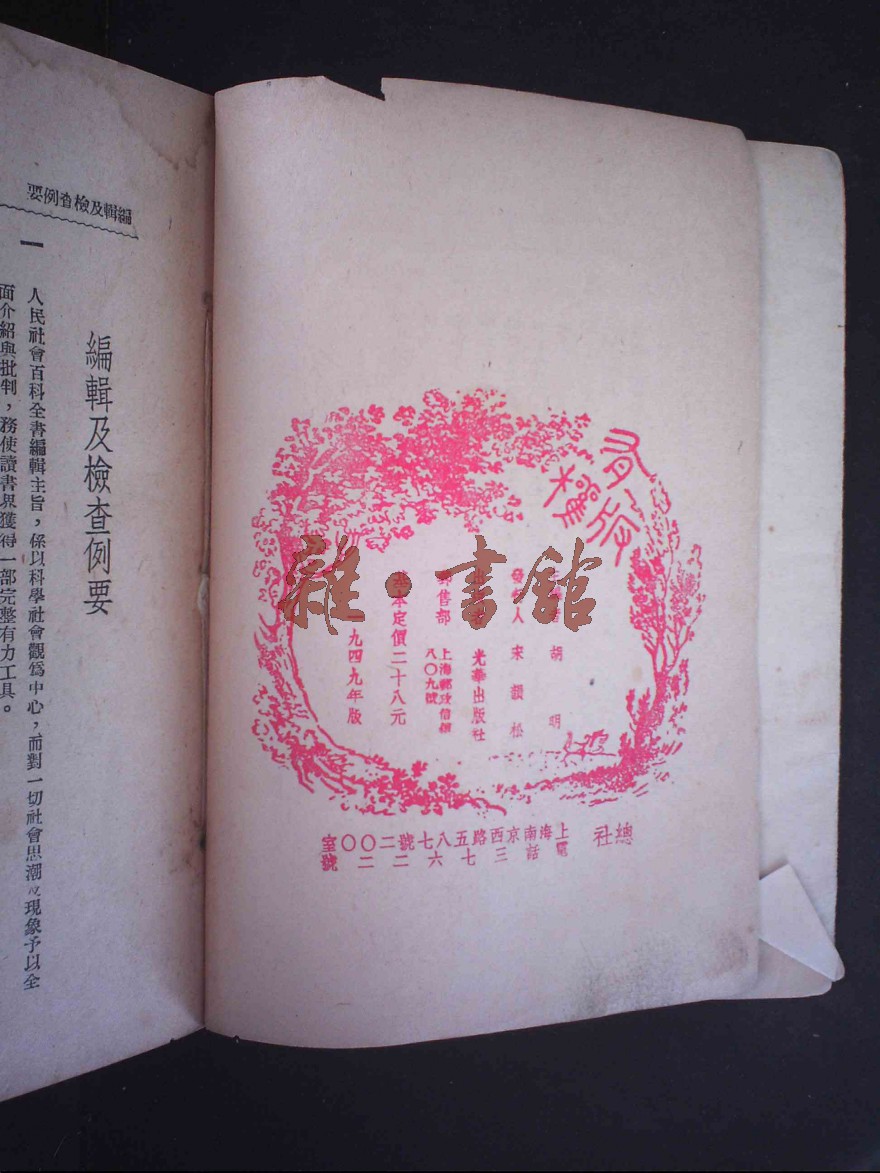 有版
權
胡明
發行人 宋頴松
光華出版社
售部
上海郵政信箱
八〇九號
基本定價二十八元
一九四九年版
總社 上海南京西路五八七號二〇〇室
電話三七六二二號
雜·書館
編輯及檢查例要
編輯及檢查例要
一
人民社會百科全書編輯主旨，係以科學社會觀爲中心，而對一切社會思潮及現象予以全
面介紹與批判，務使讀書界獲得一部完整有力工具。